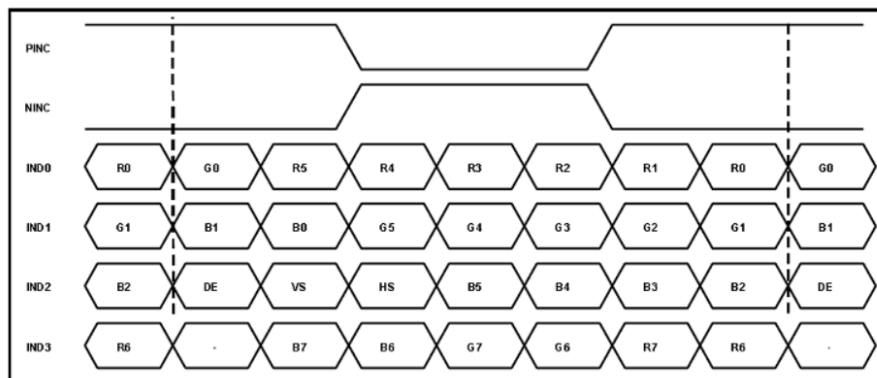 PINC
NINC
IND0 R0 G0 R5 R4 R3 R2 R1 R0 G0
IND1 G1 B1 B0 G5 G4 G3 G2 G1 B1
IND2 B2 DE VS HS B5 B4 B3 B2 DE
IND3 R6 - B7 B6 G7 G6 R7 R6 -